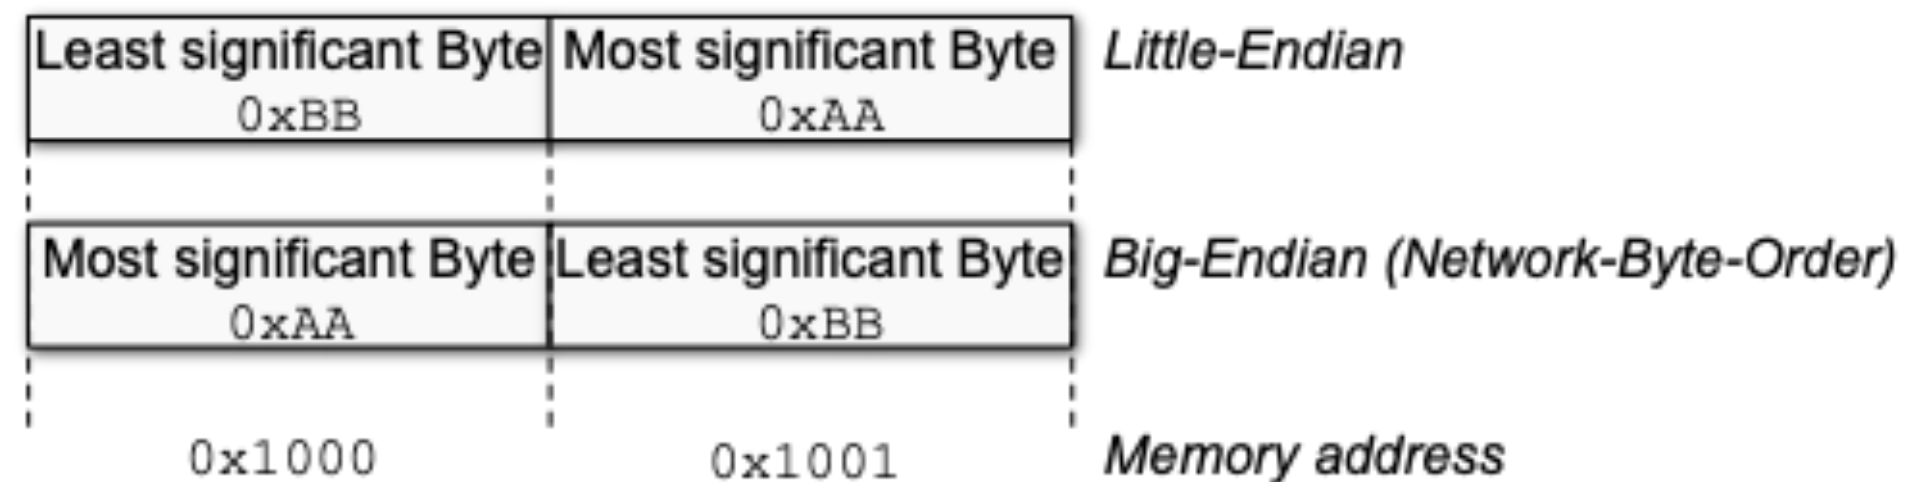 Least significant Byte Most significant Byte Little-Endian
0xBB 0xAA
Most significant Byte Least significant Byte Big-Endian (Network-Byte-Order)
0xAA 0xBB
0x1000 0x1001 Memory address